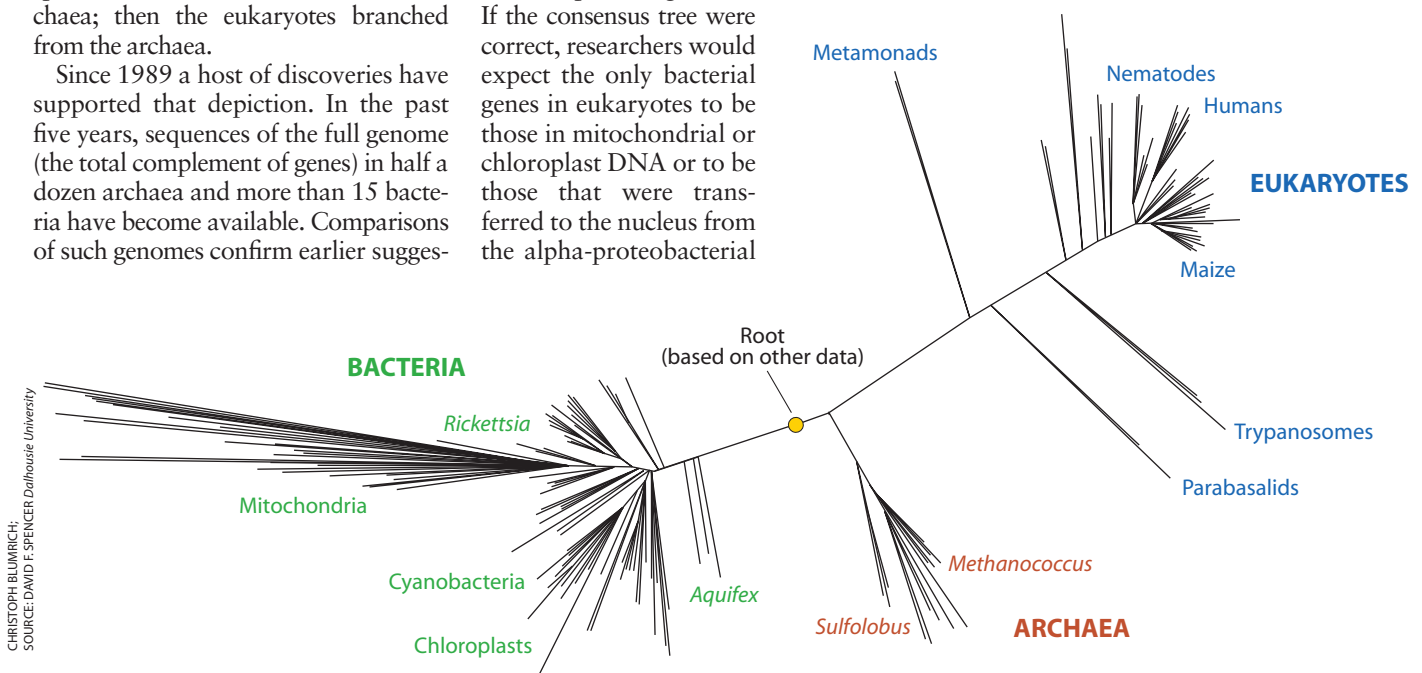 chaea; then the eukaryotes branched
from the archaea.
Since 1989 a host of discoveries have
supported that depiction. In the past
five years, sequences of the full genome
(the total complement of genes) in half a
dozen archaea and more than 15 bacte-
ria have become available. Comparisons
of such genomes confirm earlier sugges-
If the consensus tree were
correct, researchers would
expect the only bacterial
genes in eukaryotes to be
those in mitochondrial or
chloroplast DNA or to be
those that were trans-
ferred to the nucleus from
the alpha-proteobacterial
Metamonads
Nematodes
Humans
EUKARYOTES
Maize
Root
(based on other data)
BACTERIA
Rickettsia
Mitochondria
Trypanosomes
Parabasalids
Cyanobacteria
Aquifex
Chloroplasts
Methanococcus
Sulfolobus
ARCHAEA
CHRISTOPH BLUMRICH;
SOURCE: DAVID F. SPENCER Dalhousie University